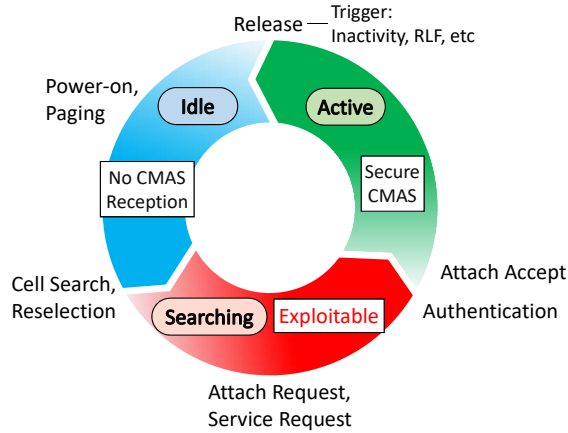 Release
Trigger:
Inactivity, RLF, etc
Power-on,
Paging
Idle
Active
No CMAS
Reception
Secure
CMAS
Cell Search,
Reselection
Attach Accept
Authentication
Searching
Exploitable
Attach Request,
Service Request